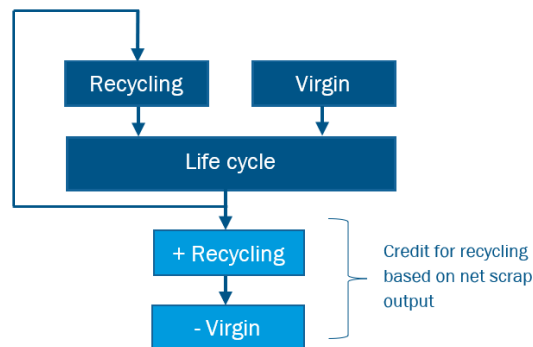 Recycling
Virgin
Life cycle
+ Recycling
- Virgin
Credit for recycling
based on net scrap
output